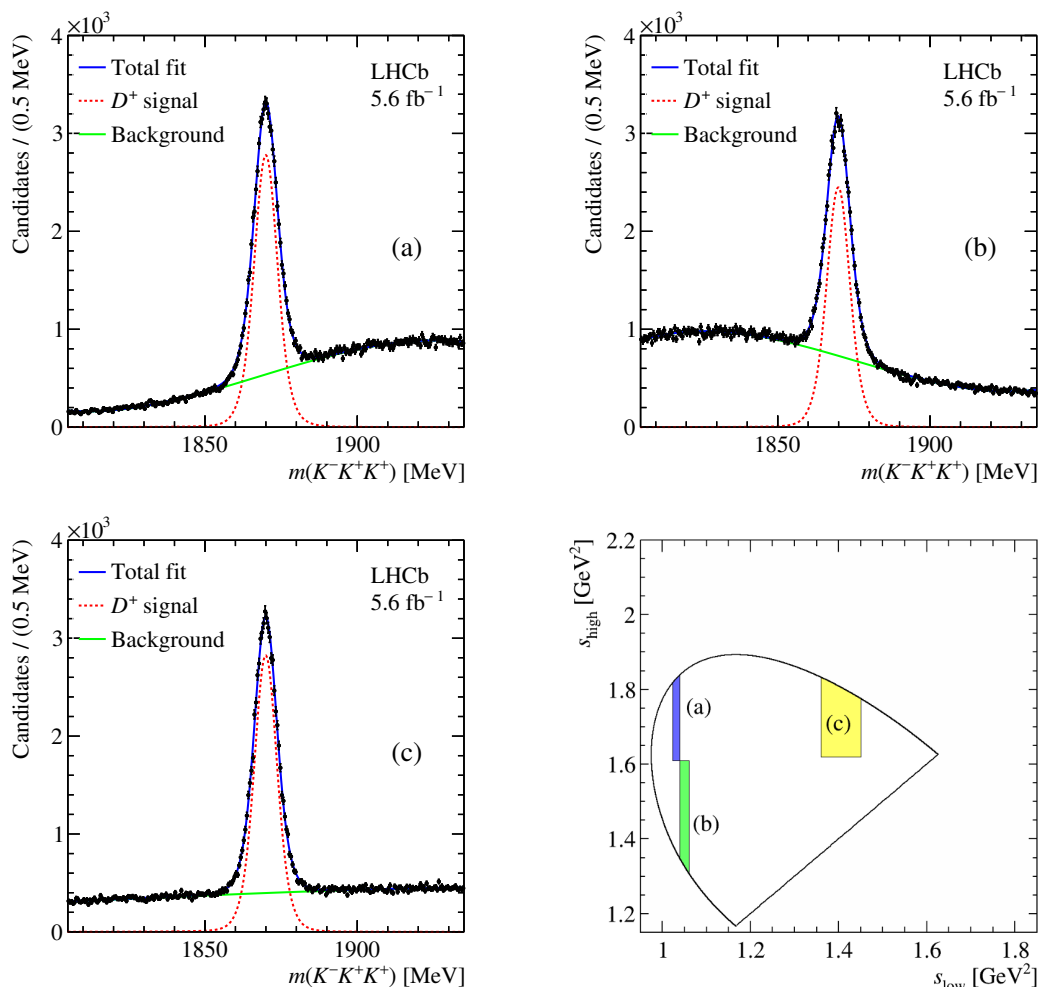 ×10³
Candidates / (0.5 MeV)
4
3
2
1
0
Total fit
D⁺ signal
Background
LHCb
5.6 fb⁻¹
(a)
1850
1900
m(K⁻K⁺K⁺) [MeV]
×10³
Candidates / (0.5 MeV)
4
3
2
1
0
Total fit
D⁺ signal
Background
LHCb
5.6 fb⁻¹
(b)
1850
1900
m(K⁻K⁺K⁺) [MeV]
×10³
Candidates / (0.5 MeV)
4
3
2
1
0
Total fit
D⁺ signal
Background
LHCb
5.6 fb⁻¹
(c)
1850
1900
m(K⁻K⁺K⁺) [MeV]
s_high [GeV²]
2.2
2
1.8
1.6
1.4
1.2
(a)
(b)
(c)
1
1.2
1.4
1.6
1.8
s_low [GeV²]